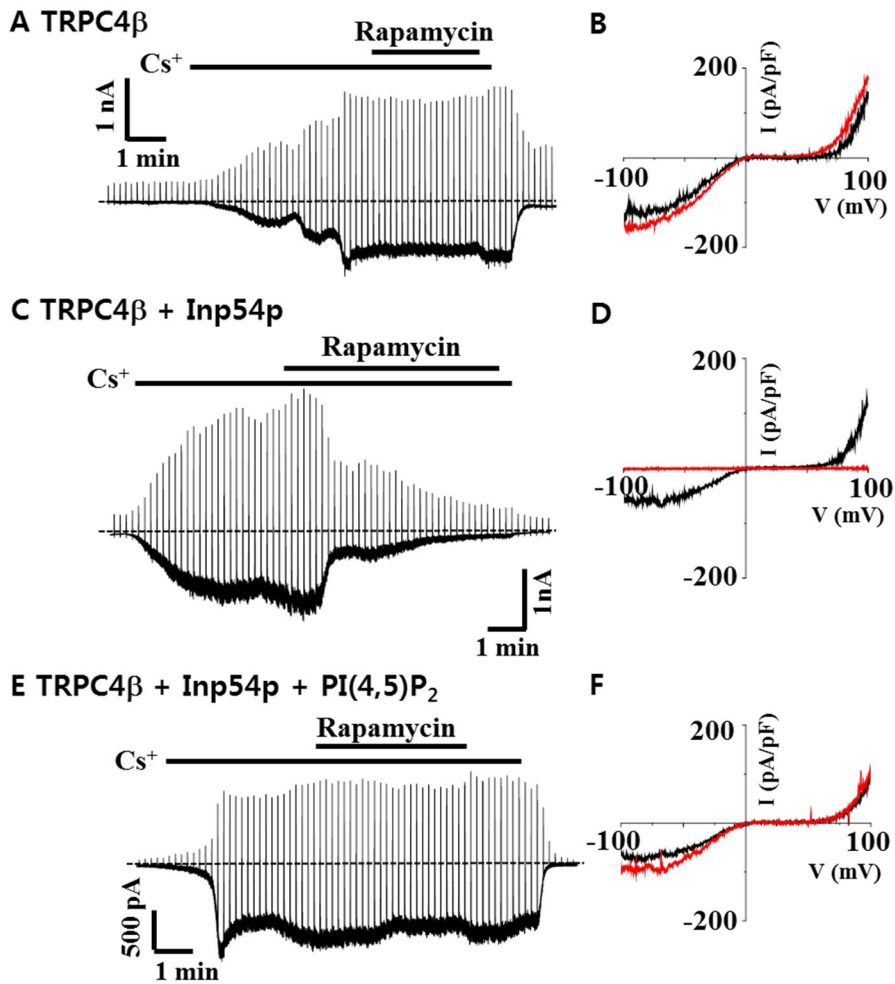 A TRPC4β
Rapamycin
Cs⁺
1 nA
1 min
B
200
I (pA/pF)
-100
100
V (mV)
-200
C TRPC4β + Inp54p
Rapamycin
Cs⁺
1nA
1 min
D
200
I (pA/pF)
-100
100
V (mV)
-200
E TRPC4β + Inp54p + PI(4,5)P₂
Rapamycin
Cs⁺
500 pA
1 min
F
200
I (pA/pF)
-100
100
V (mV)
-200